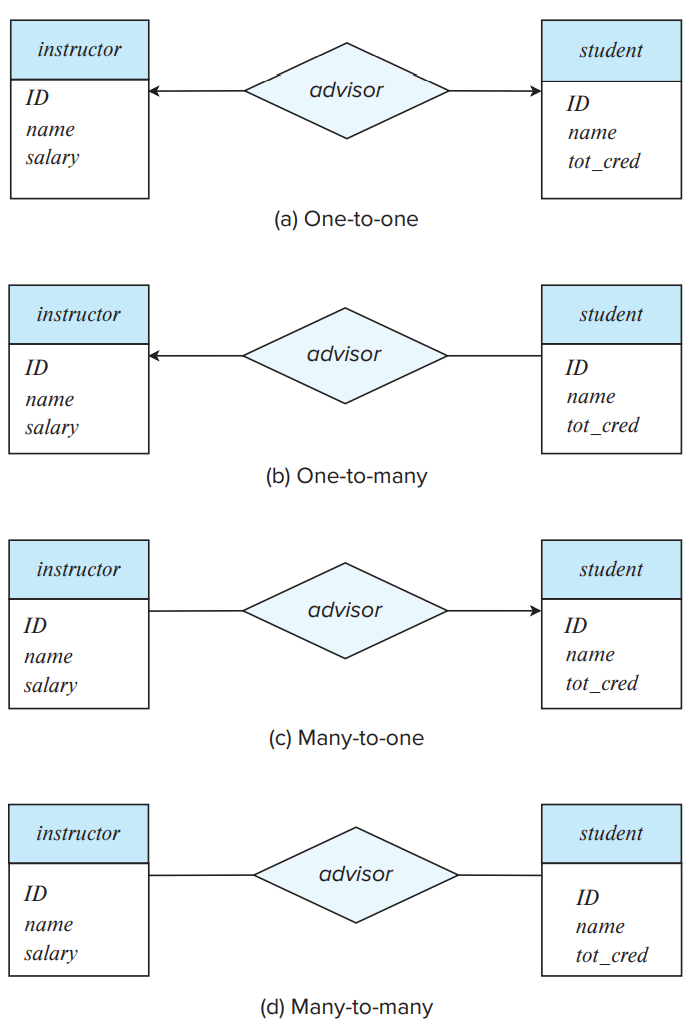 instructor
student
ID
name
salary
advisor
ID
name
tot_cred
(a) One-to-one
instructor
student
ID
name
salary
advisor
ID
name
tot_cred
(b) One-to-many
instructor
student
ID
name
salary
advisor
ID
name
tot_cred
(c) Many-to-one
instructor
student
ID
name
salary
advisor
ID
name
tot_cred
(d) Many-to-many